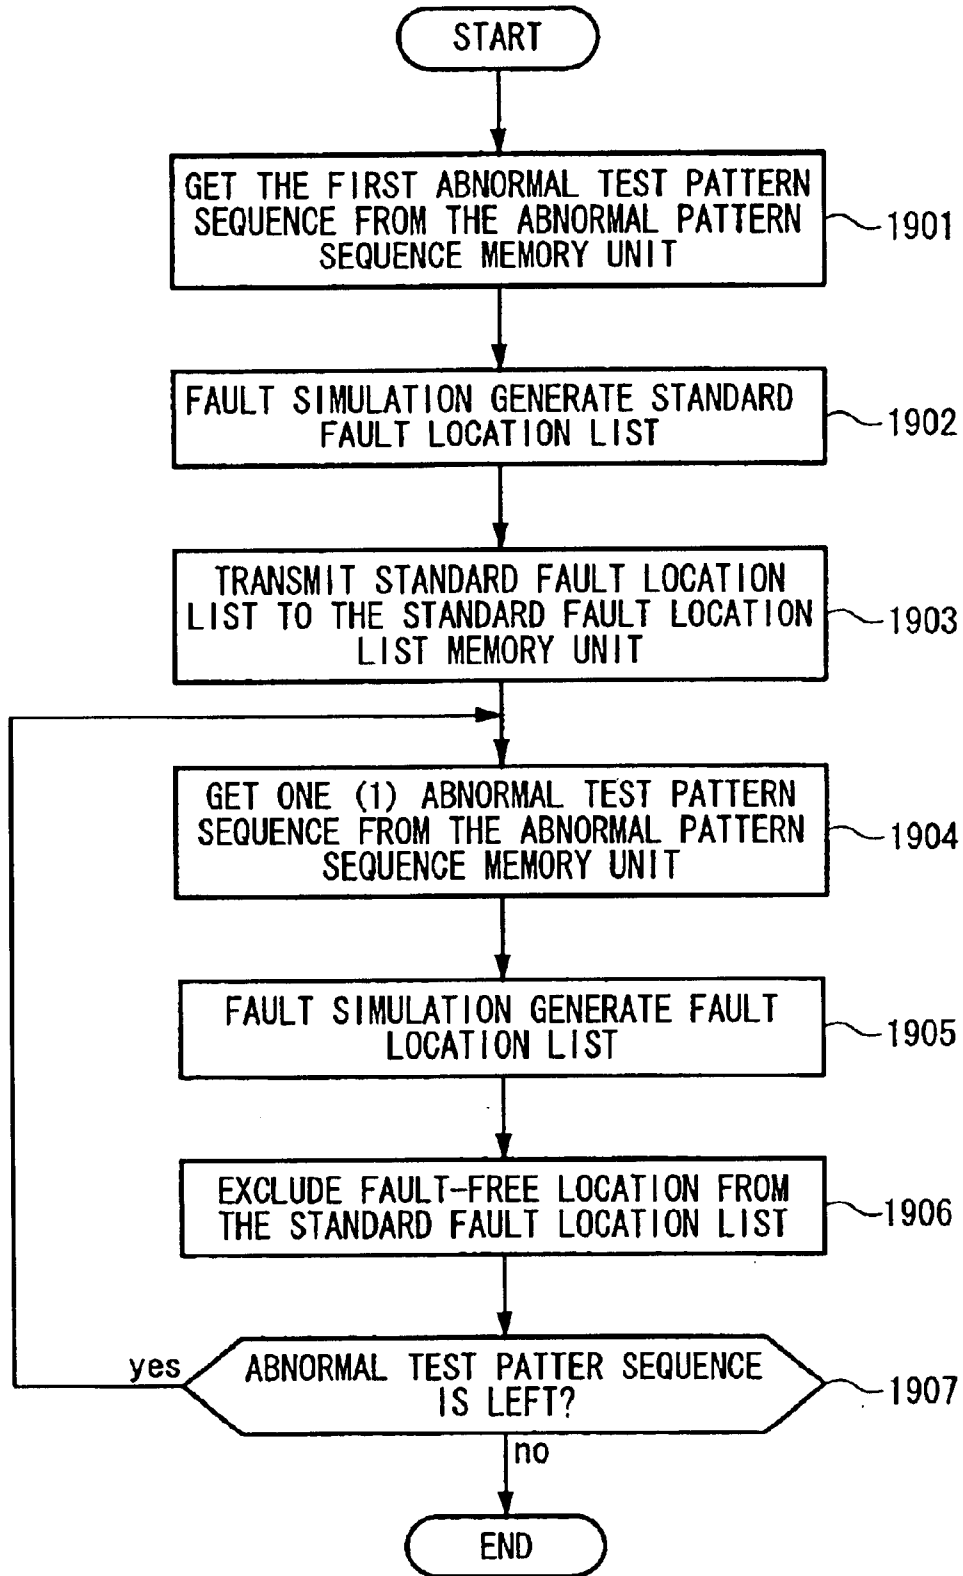 START
GET THE FIRST ABNORMAL TEST PATTERN
SEQUENCE FROM THE ABNORMAL PATTERN
SEQUENCE MEMORY UNIT
1901
FAULT SIMULATION GENERATE STANDARD
FAULT LOCATION LIST
1902
TRANSMIT STANDARD FAULT LOCATION
LIST TO THE STANDARD FAULT LOCATION
LIST MEMORY UNIT
1903
GET ONE (1) ABNORMAL TEST PATTERN
SEQUENCE FROM THE ABNORMAL PATTERN
SEQUENCE MEMORY UNIT
1904
FAULT SIMULATION GENERATE FAULT
LOCATION LIST
1905
EXCLUDE FAULT-FREE LOCATION FROM
THE STANDARD FAULT LOCATION LIST
1906
yes
ABNORMAL TEST PATTER SEQUENCE
IS LEFT?
1907
no
END